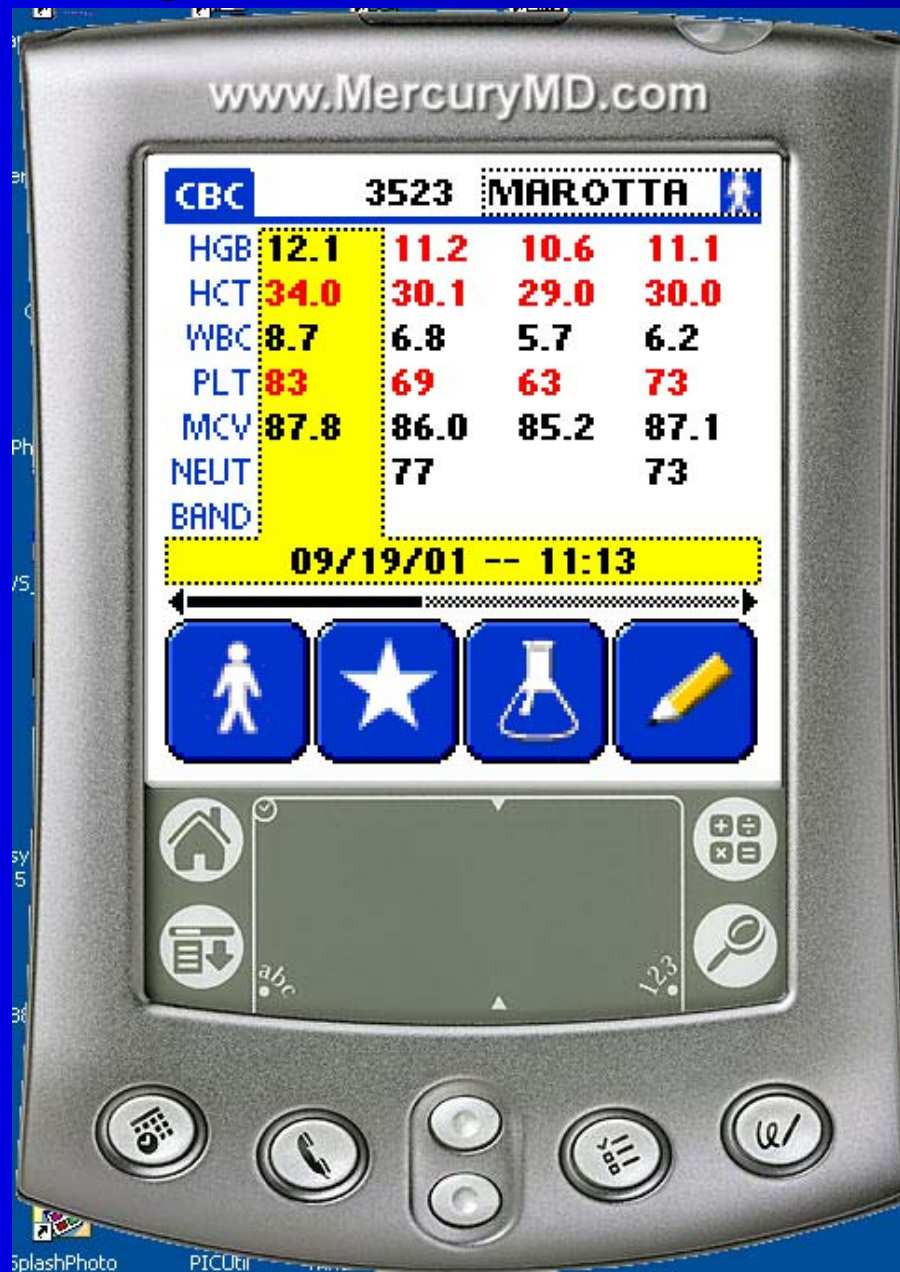 www.MercuryMD.com
CBC 3523 MAROTTA
HGB 12.1 11.2 10.6 11.1
HCT 34.0 30.1 29.0 30.0
WBC 8.7 6.8 5.7 6.2
PLT 83 69 63 73
MCV 87.8 86.0 85.2 87.1
NEUT 77 73
BAND
09/19/01 -- 11:13
abc 123
SplashPhoto PICUtil